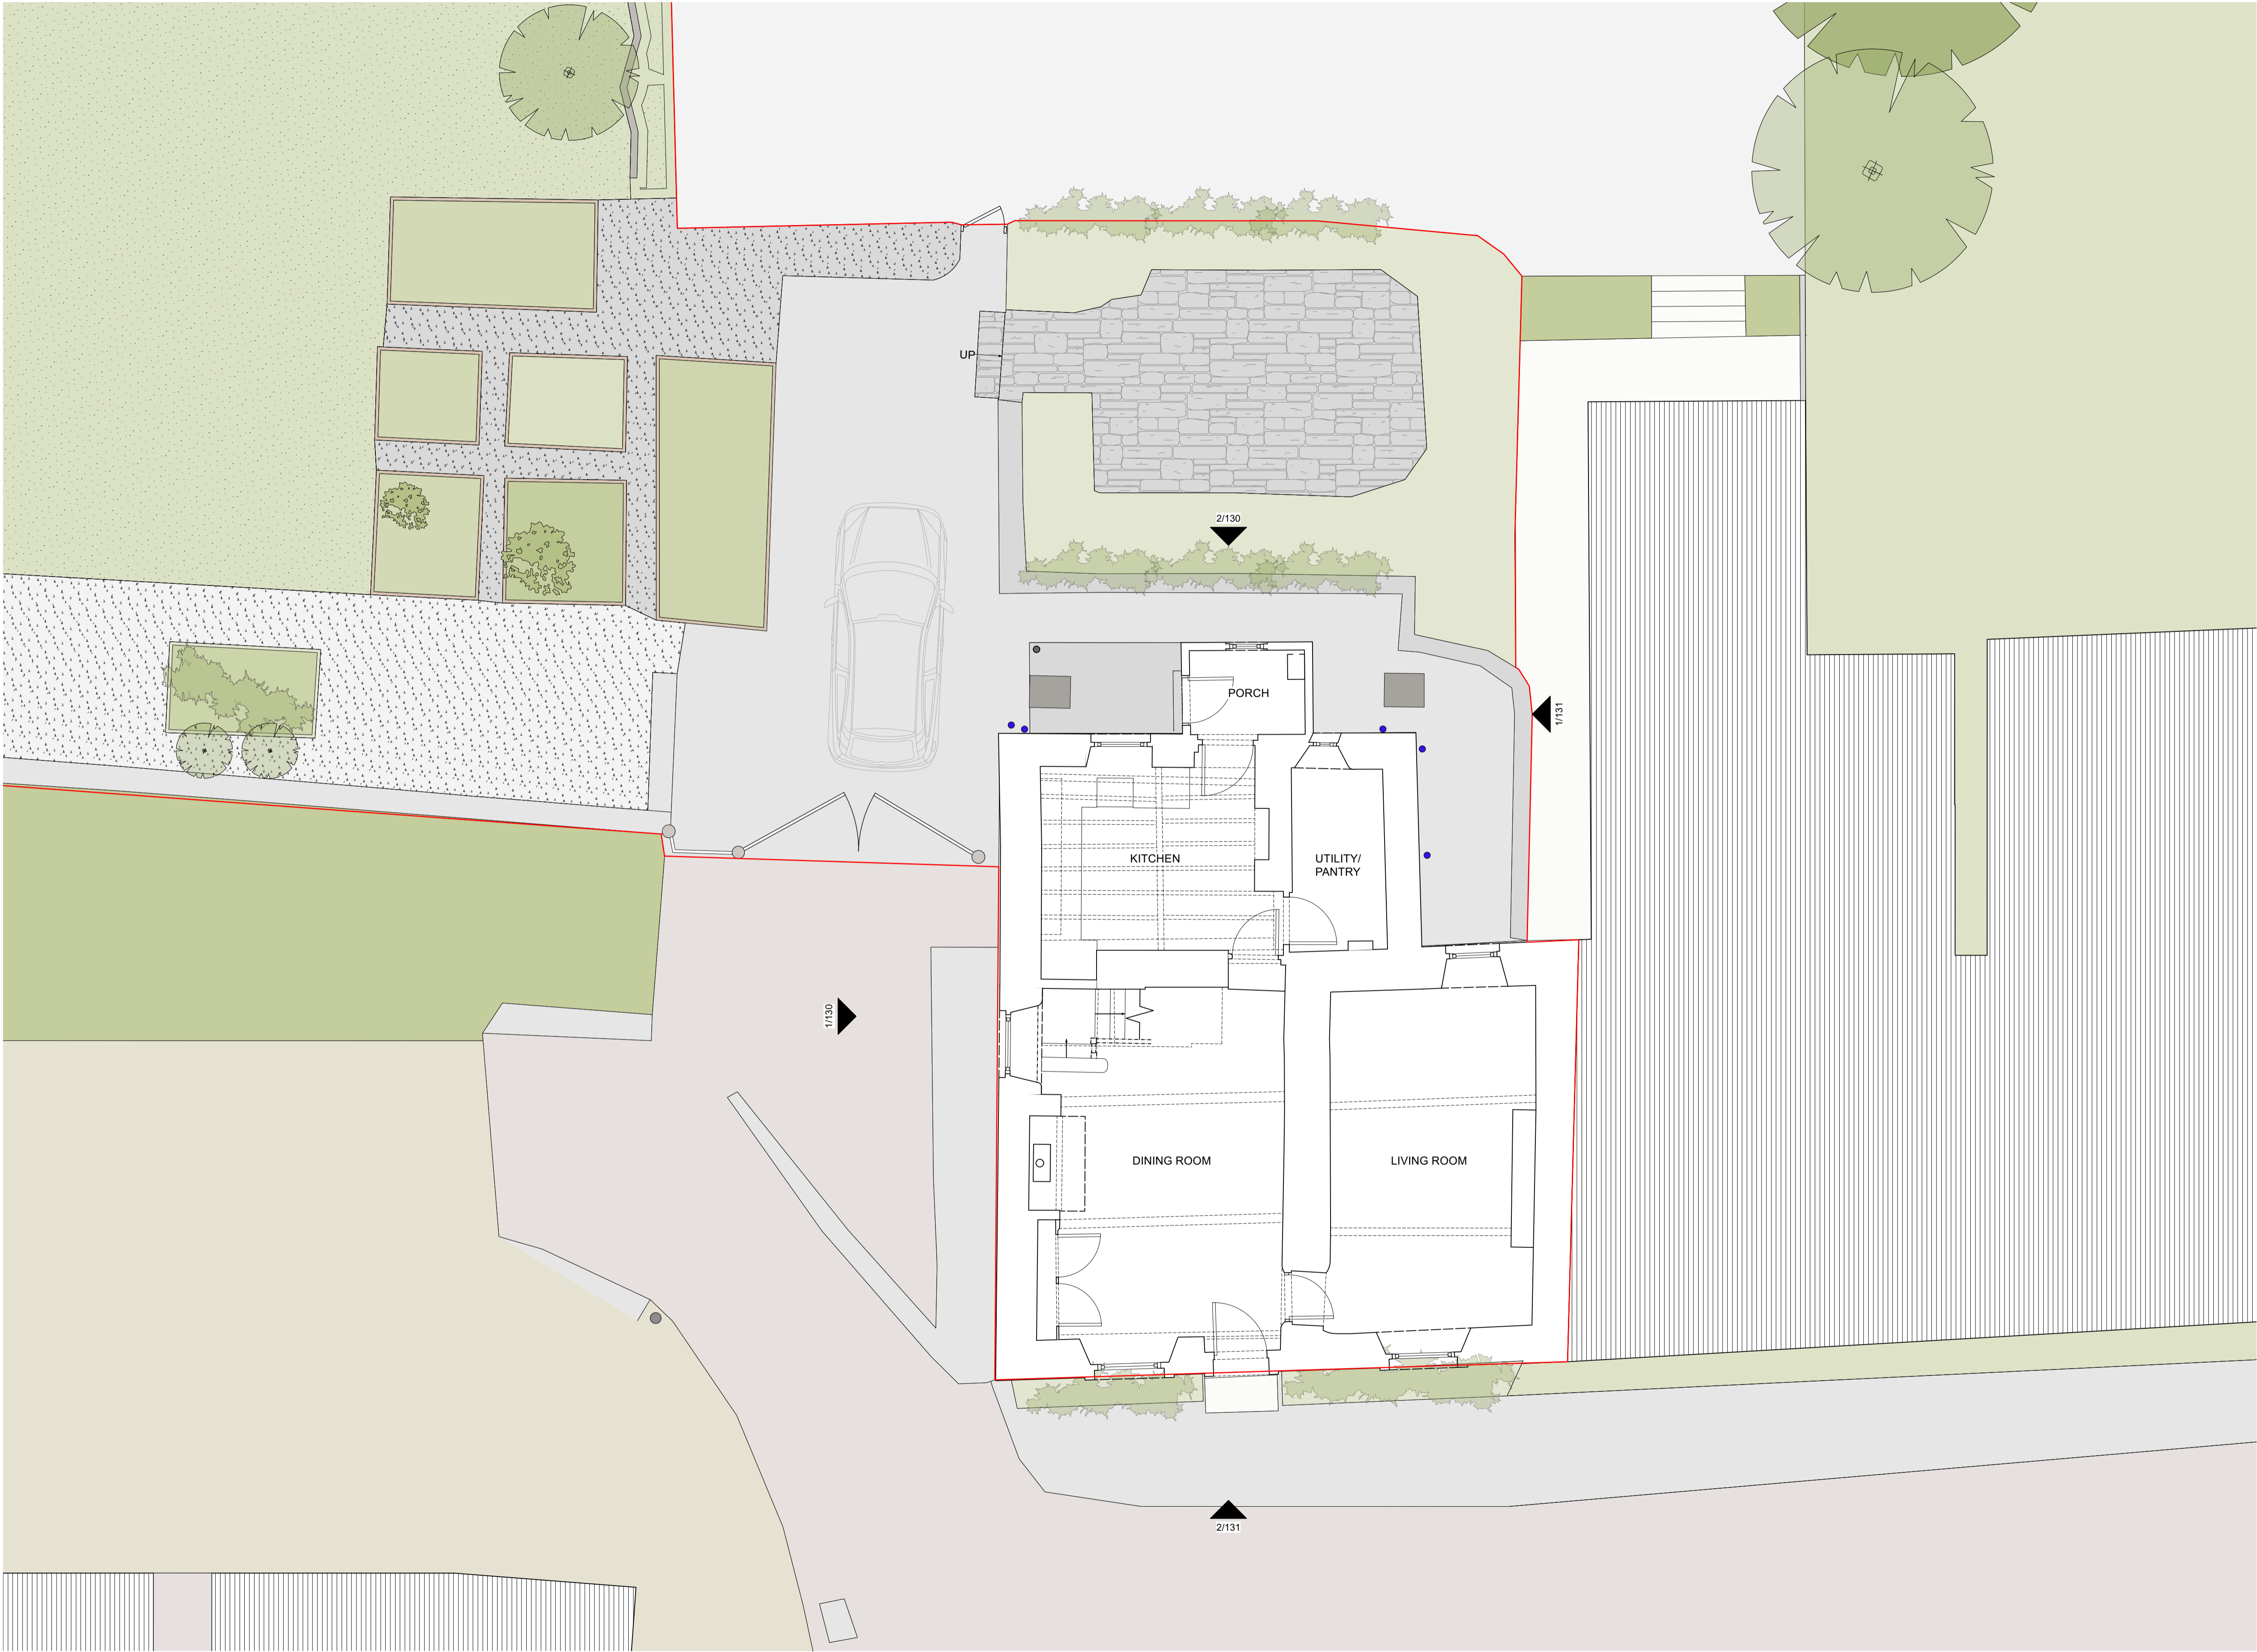 UP
2/130
PORCH
1/131
KITCHEN
UTILITY/
PANTRY
1/130
DINING ROOM
LIVING ROOM
2/131